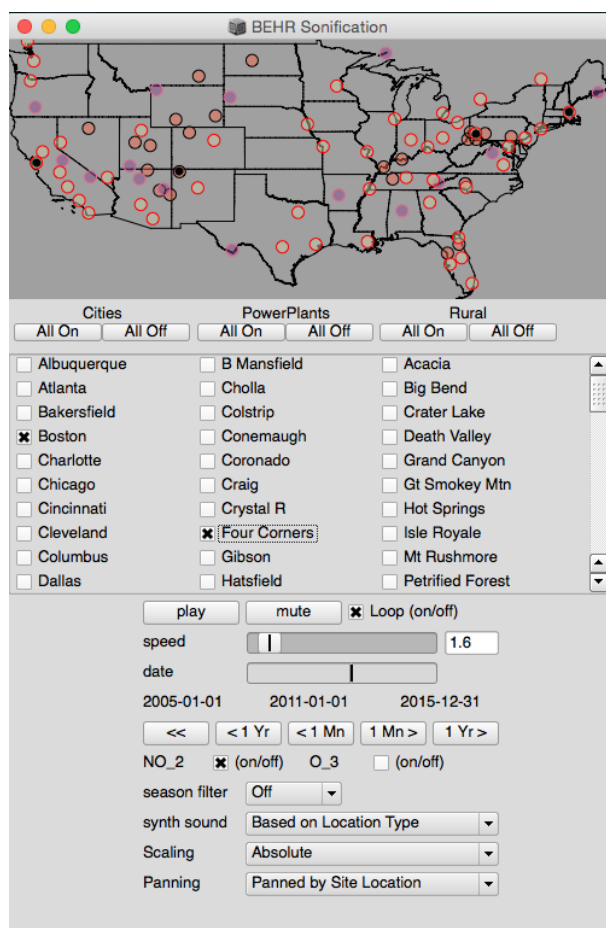 BEHR Sonification
Cities PowerPlants Rural
All On All Off All On All Off All On All Off
Albuquerque B Mansfield Acacia
Atlanta Cholla Big Bend
Bakersfield Colstrip Crater Lake
Boston Conemaugh Death Valley
Charlotte Coronado Grand Canyon
Chicago Craig Gt Smokey Mtn
Cincinnati Crystal R Hot Springs
Cleveland Four Corners Isle Royale
Columbus Gibson Mt Rushmore
Dallas Hatsfield Petrified Forest
play mute Loop (on/off)
speed 1.6
date
2005-01-01 2011-01-01 2015-12-31
<< < 1 Yr < 1 Mn 1 Mn > 1 Yr >
NO_2 (on/off) O_3 (on/off)
season filter Off
synth sound Based on Location Type
Scaling Absolute
Panning Panned by Site Location